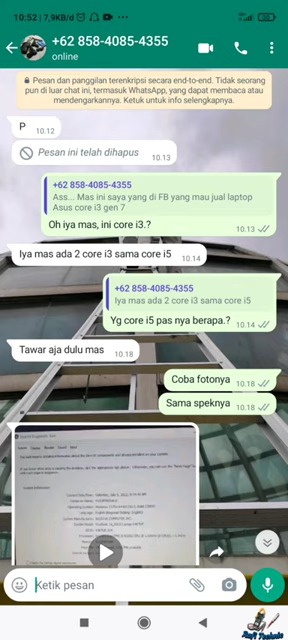 10:52 | 7,9KB/d
+62 858-4085-4355
online
Pesan dan panggilan terenkripsi secara end-to-end. Tidak seorang
pun di luar chat ini, termasuk WhatsApp, yang dapat membaca atau
mendengarkannya. Ketuk untuk info selengkapnya.
P
10.12
Pesan ini telah dihapus
10.13
+62 858-4085-4355
Ass... Mas ini saya yang di FB yang mau jual laptop
Asus core i3 gen 7
Oh iya mas, ini core i3.?
10.13
Iya mas ada 2 core i3 sama core i5
10.14
+62 858-4085-4355
Iya mas ada 2 core i3 sama core i5
Yg core i5 pas nya berapa.?
10.14
Tawar aja dulu mas
10.18
Coba fotonya
10.18
Sama speknya
10.18
Ketik pesan